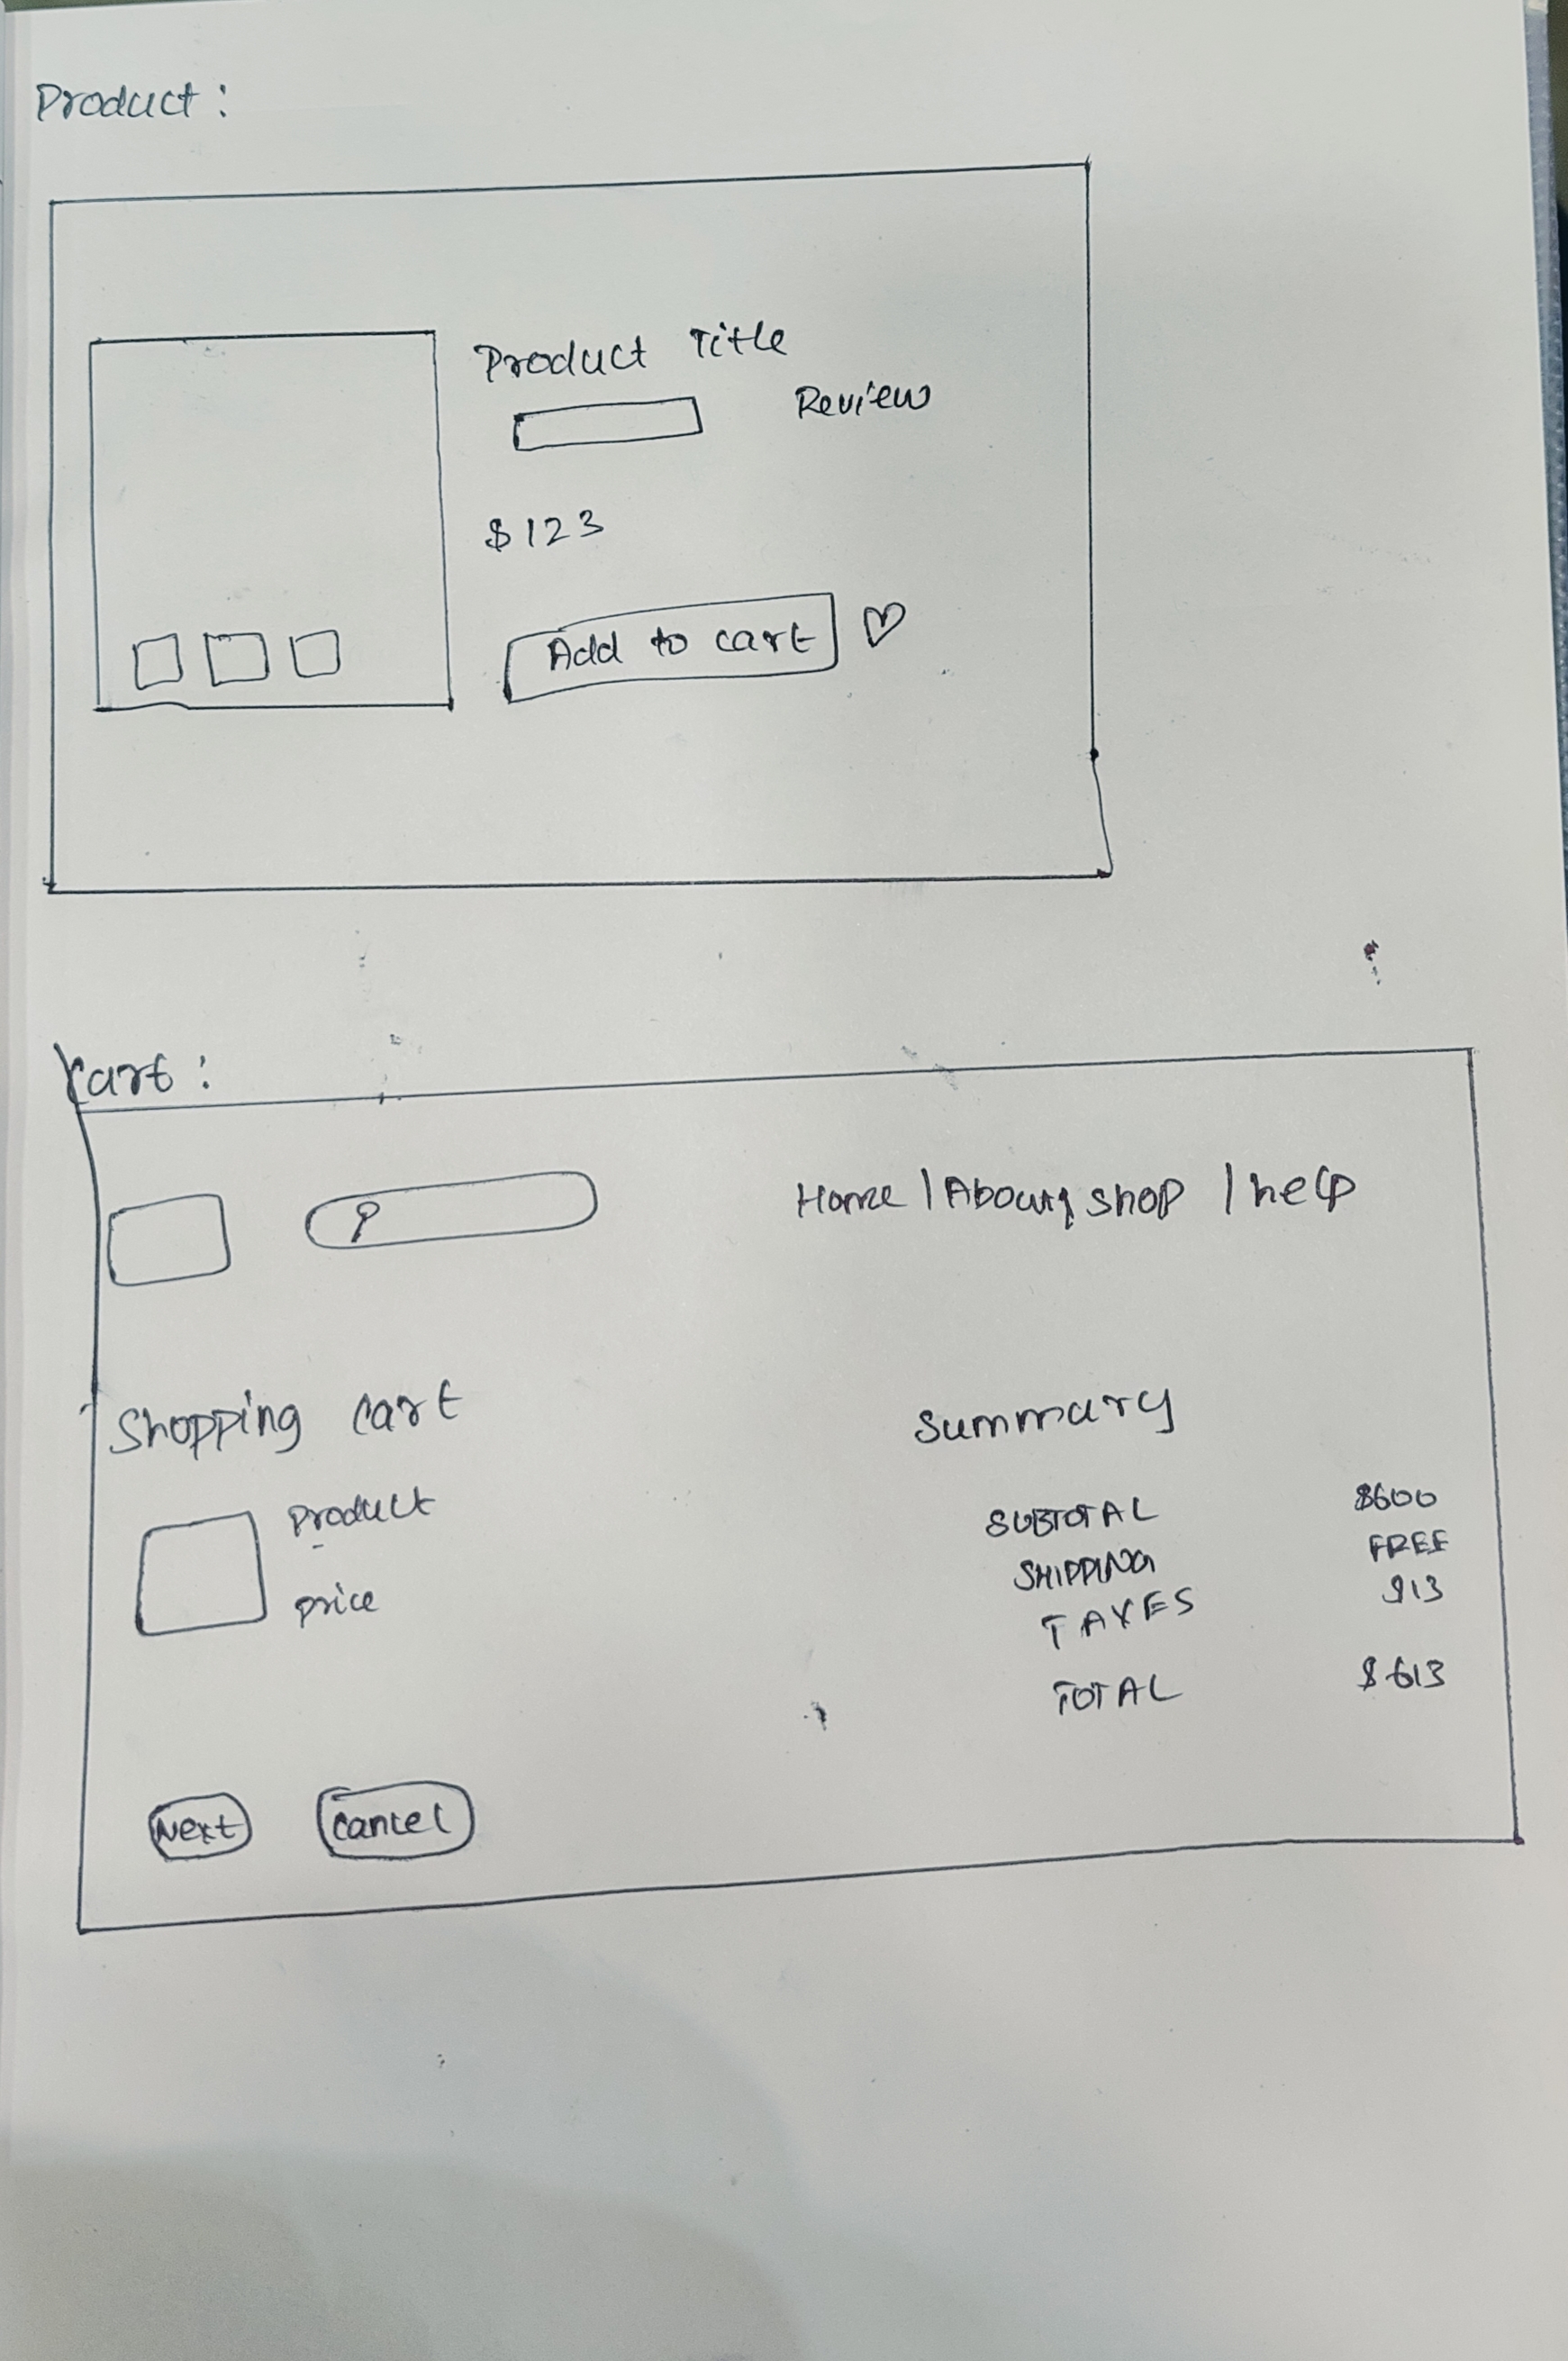 Product :
Product Title
Review
$123
Add to cart
Cart :
Home | About | shop | help
Shopping cart
Summary
Product
price
SUBTOTAL $600
SHIPPING FREE
TAXES $13
TOTAL $613
Next
Cancel